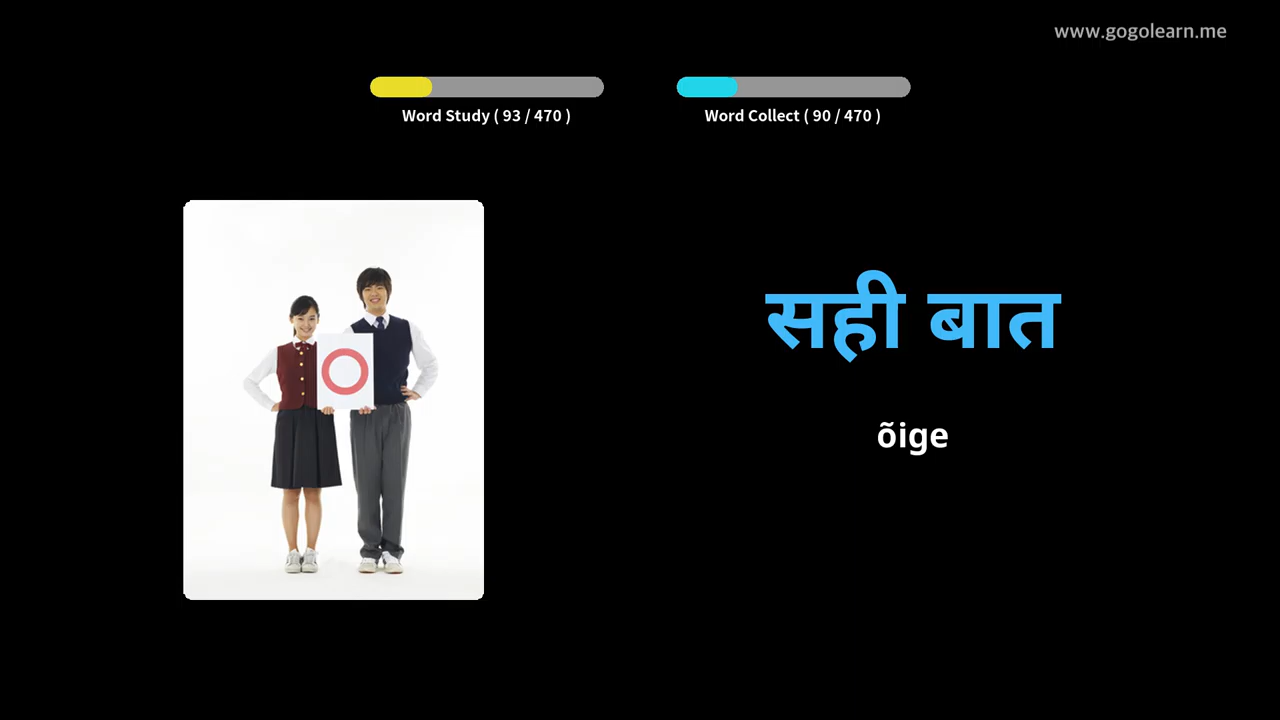 www.gogolearn.me
Word Study ( 93 / 470 )
Word Collect ( 90 / 470 )
सही बात
õige